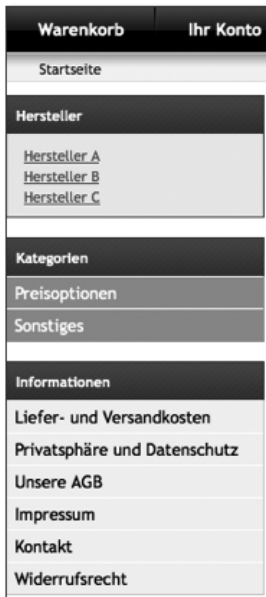 Warenkorb Ihr Konto
Startseite
Hersteller
Hersteller A
Hersteller B
Hersteller C
Kategorien
Preisoptionen
Sonstiges
Informationen
Liefer- und Versandkosten
Privatsphäre und Datenschutz
Unsere AGB
Impressum
Kontakt
Widerrufsrecht